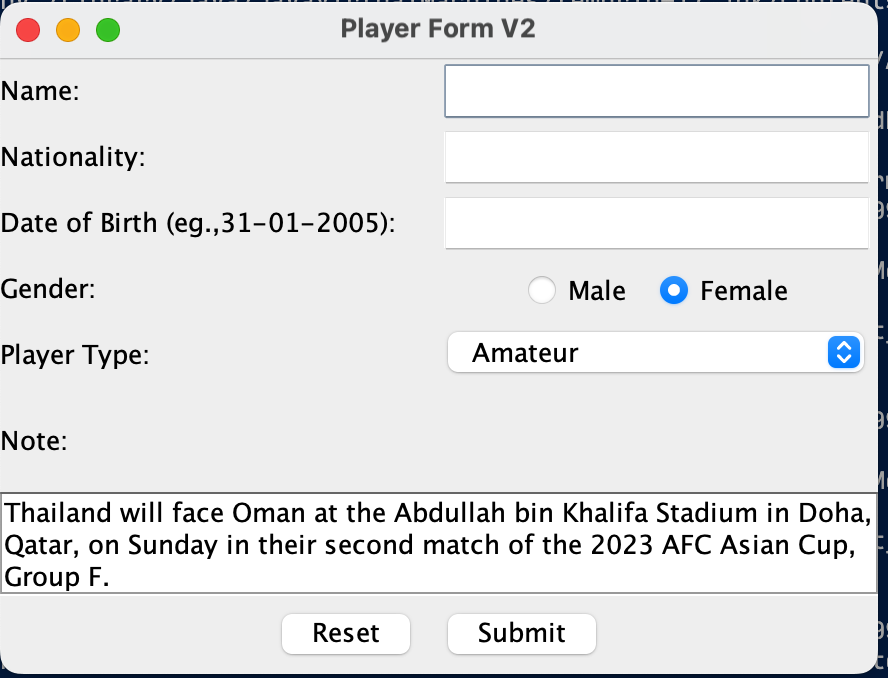 Player Form V2
Name:
Nationality:
Date of Birth (eg.,31-01-2005):
Gender:
Male
Female
Player Type:
Amateur
Note:
Thailand will face Oman at the Abdullah bin Khalifa Stadium in Doha,
Qatar, on Sunday in their second match of the 2023 AFC Asian Cup,
Group F.
Reset
Submit